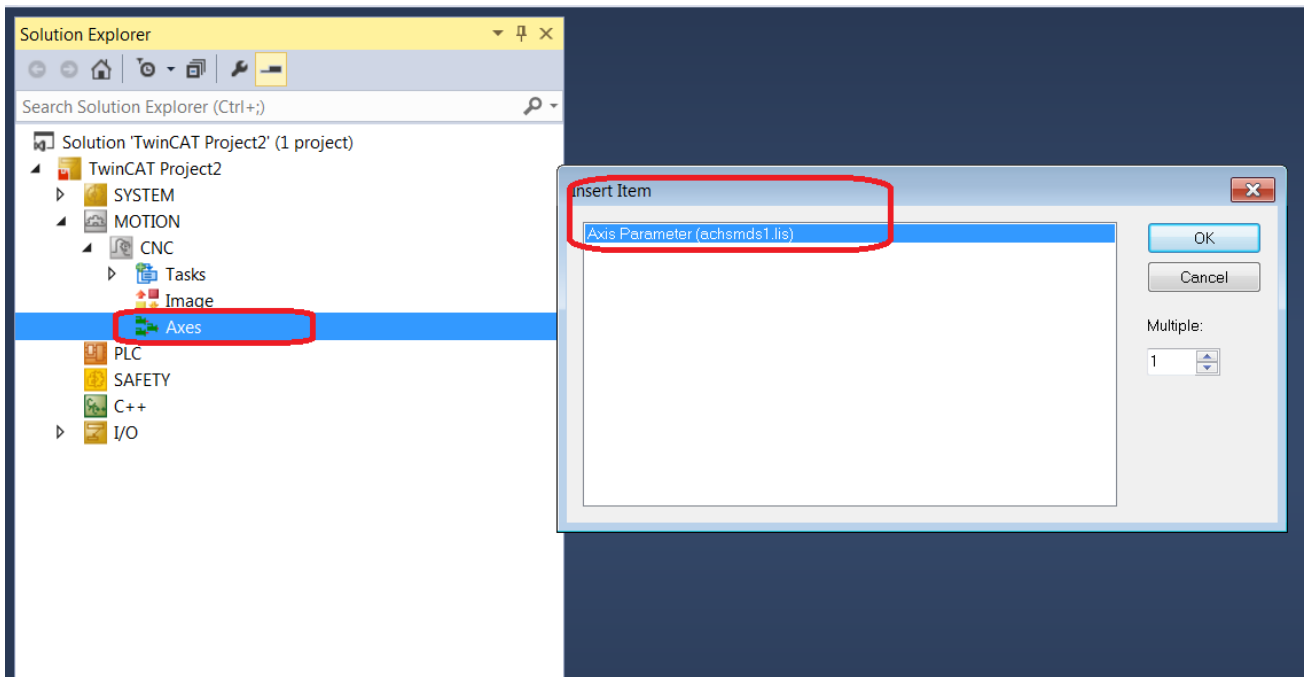 Solution Explorer
Search Solution Explorer (Ctrl+;)
Solution 'TwinCAT Project2' (1 project)
TwinCAT Project2
SYSTEM
MOTION
CNC
Tasks
Image
Axes
PLC
SAFETY
C++
I/O
Insert Item
Axis Parameter (achsmds1.lis)
OK
Cancel
Multiple:
1